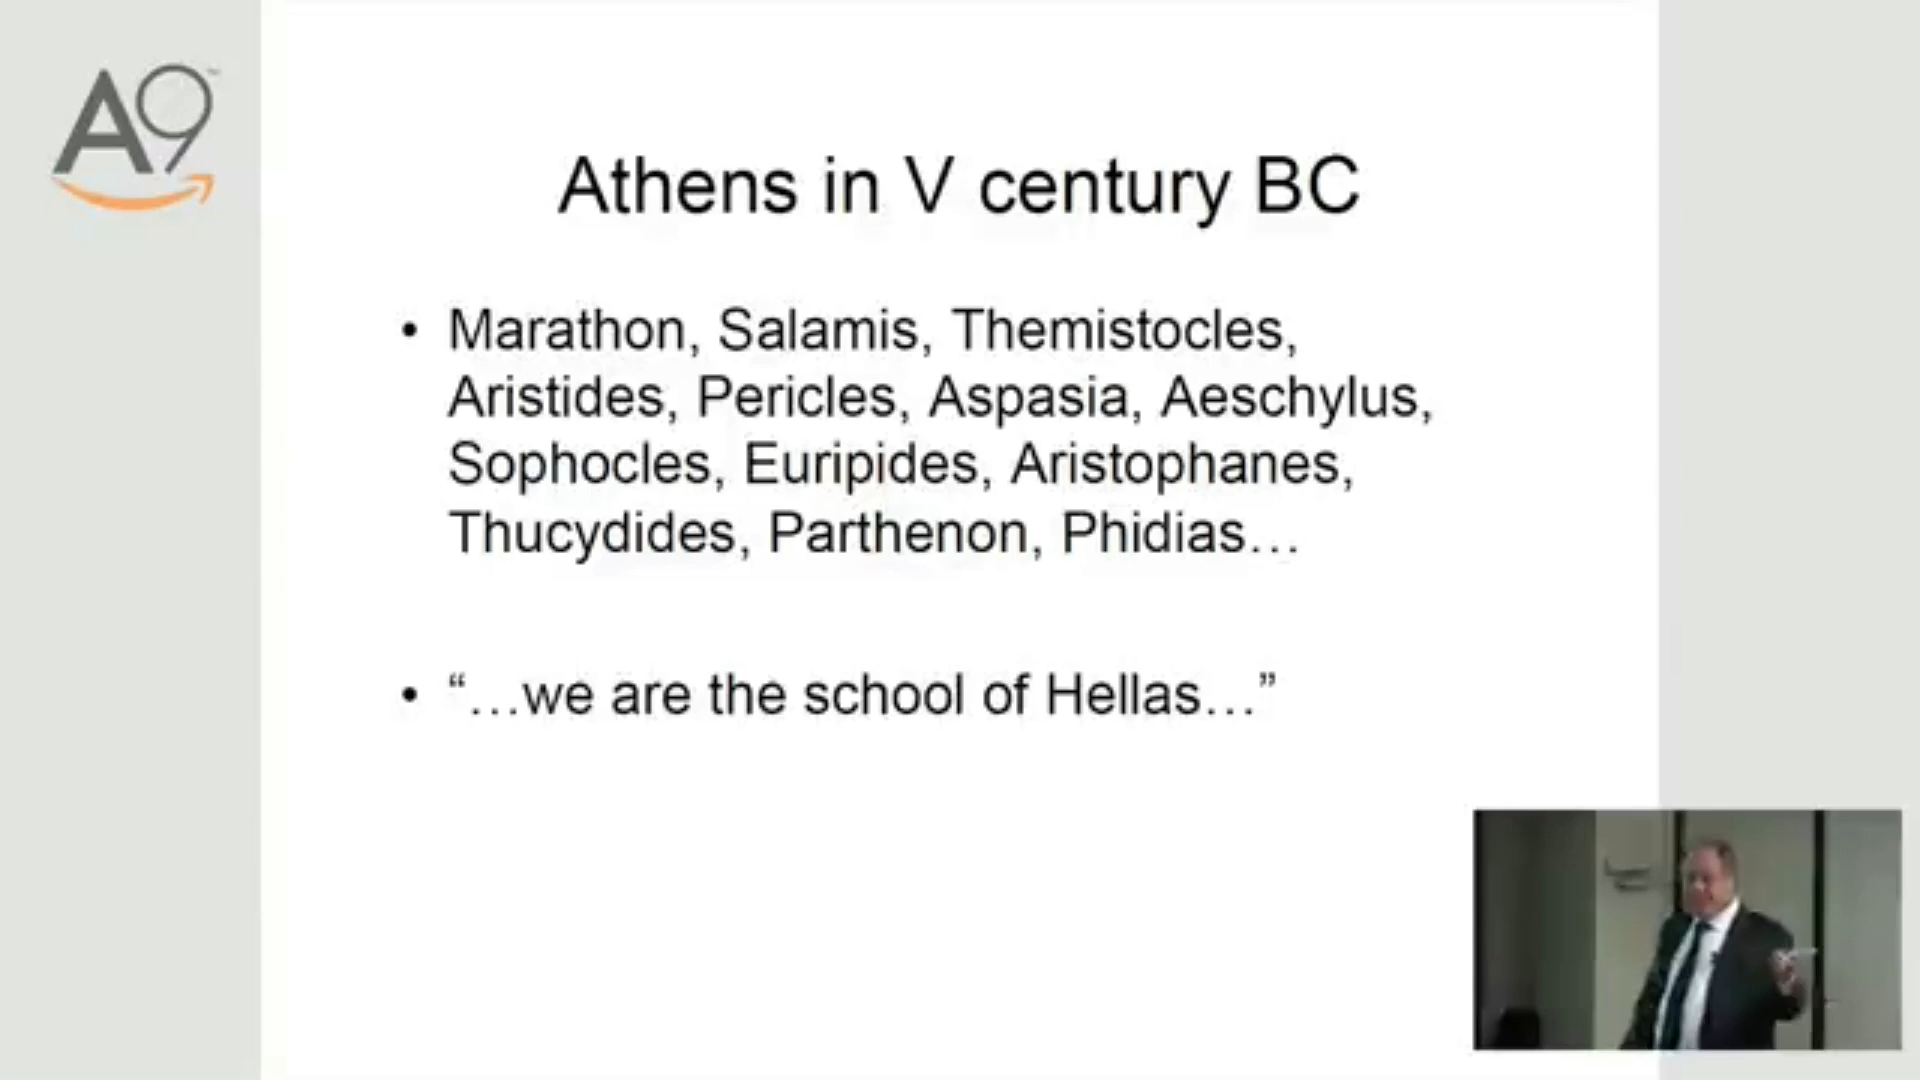 A9™
Athens in V century BC
• Marathon, Salamis, Themistocles,
Aristides, Pericles, Aspasia, Aeschylus,
Sophocles, Euripides, Aristophanes,
Thucydides, Parthenon, Phidias…
• “…we are the school of Hellas…”